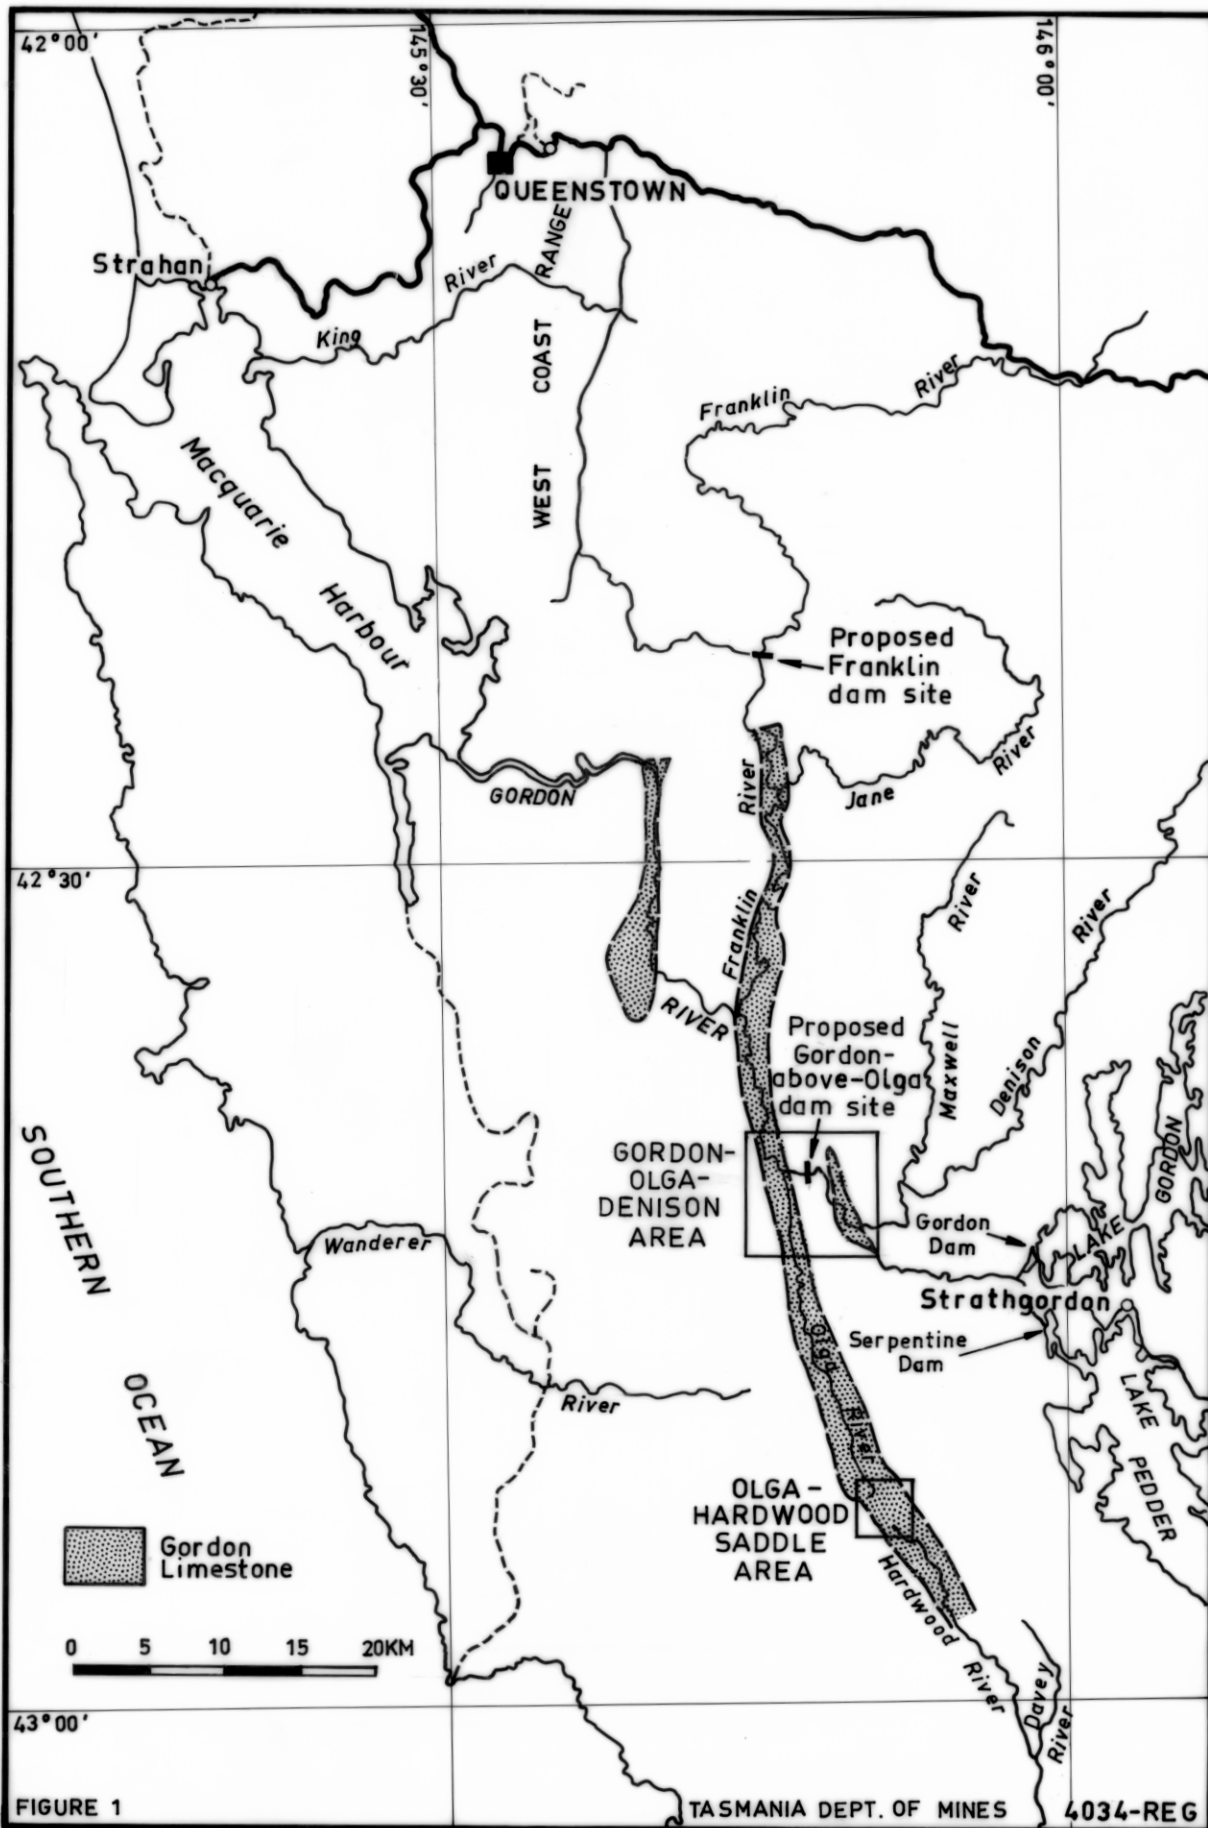 42°00'
145°30'
146°00'
QUEENSTOWN
Strahan
King
River
WEST
COAST
RANGE
Franklin
River
Macquarie
Harbour
Proposed
Franklin
dam site
GORDON
River
Jane
River
42°30'
Franklin
River
River
RIVER
Proposed
Gordon-
above-Olga
dam site
Maxwell
Denison
GORDON-
OLGA-
DENISON
AREA
LAKE
GORDON
Gordon
Dam
Strathgordon
SOUTHERN
OCEAN
Wanderer
River
Olga
River
Serpentine
Dam
LAKE
PEDDER
OLGA-
HARDWOOD
SADDLE
AREA
Gordon
Limestone
0 5 10 15 20KM
Hardwood
River
Davey
River
43°00'
FIGURE 1
TASMANIA DEPT. OF MINES
4034-REG